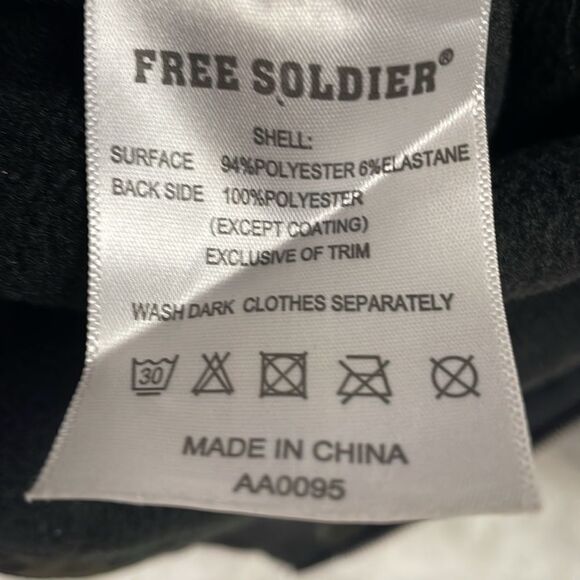 FREE SOLDIER®
SHELL:
SURFACE 94%POLYESTER 6%ELASTANE
BACK SIDE 100%POLYESTER
(EXCEPT COATING)
EXCLUSIVE OF TRIM
WASH DARK CLOTHES SEPARATELY
30
MADE IN CHINA
AA0095